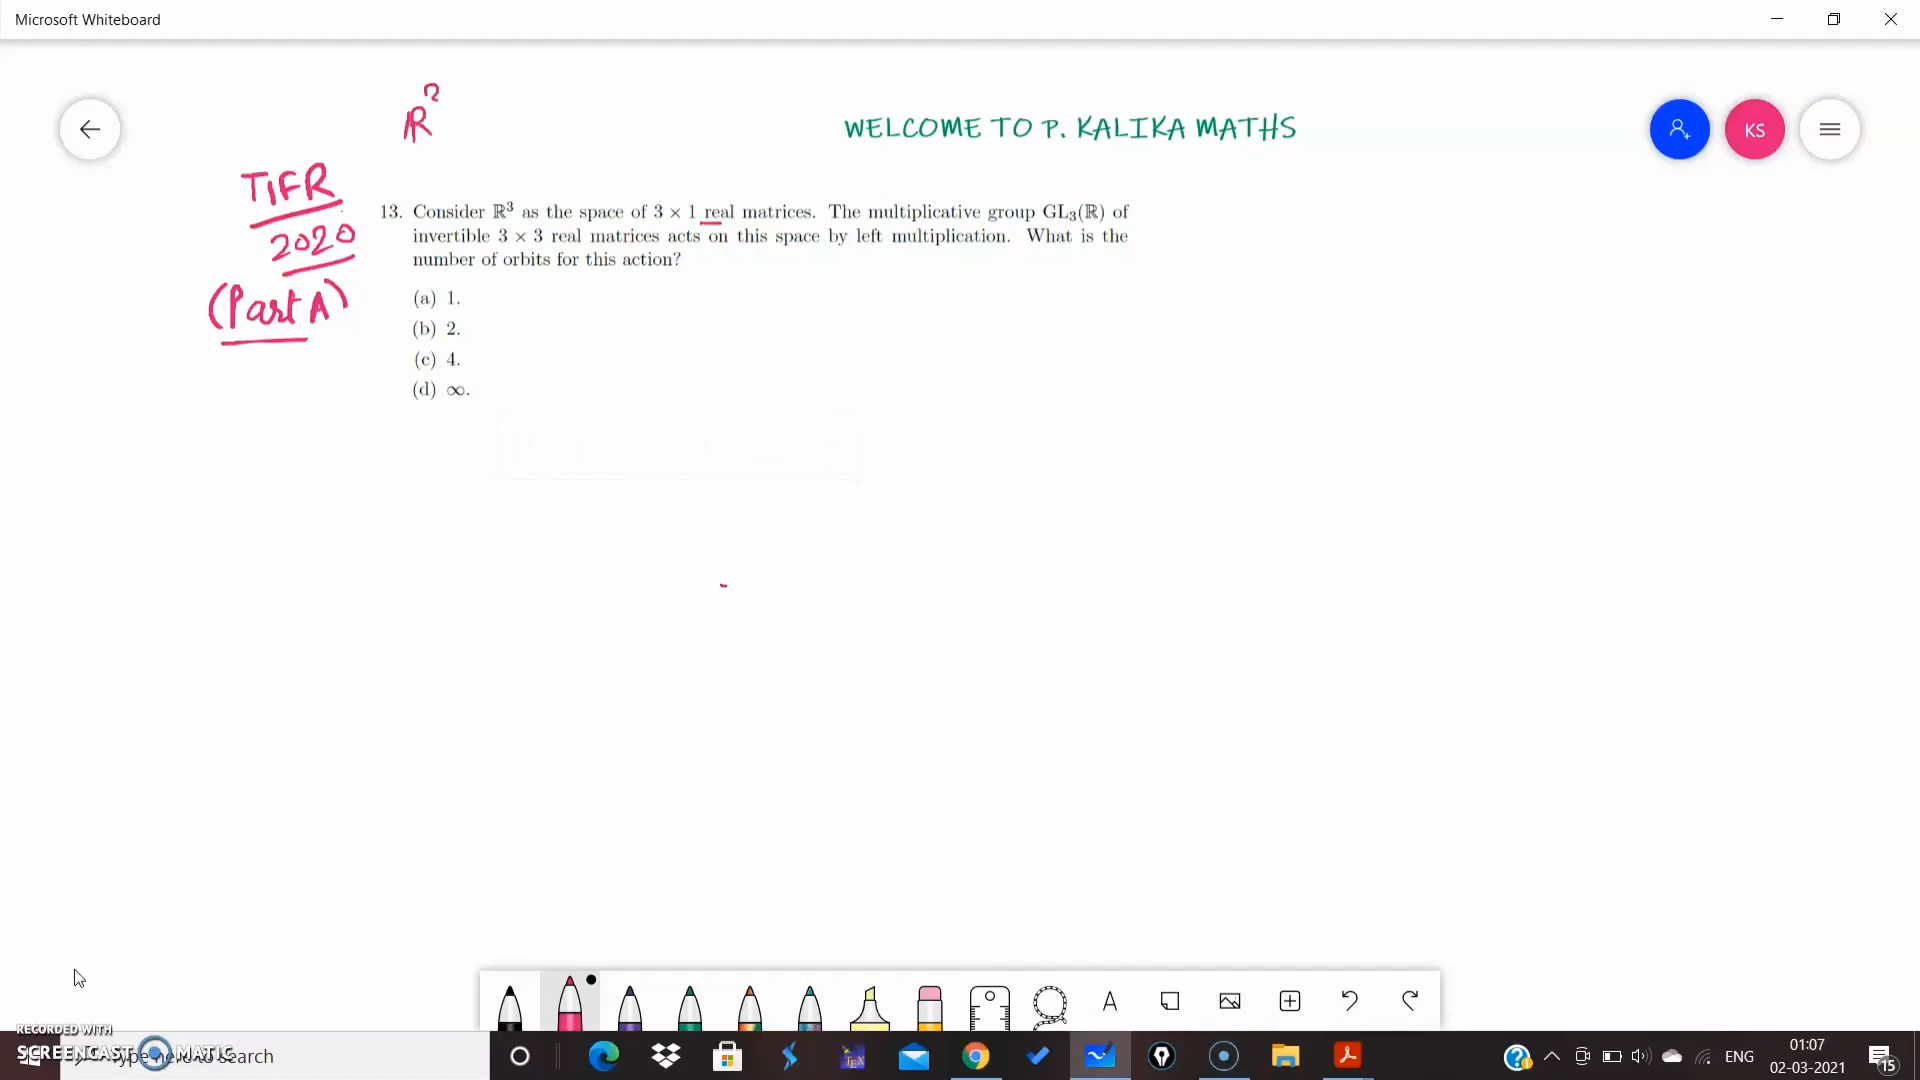 Microsoft Whiteboard
WELCOME TO P. KALIKA MATHS
KS
TIFR
2020
(Part A)
13. Consider ℝ³ as the space of 3 × 1 real matrices. The multiplicative group GL₃(ℝ) of
invertible 3 × 3 real matrices acts on this space by left multiplication. What is the
number of orbits for this action?
(a) 1.
(b) 2.
(c) 4.
(d) ∞.
A
RECORDED WITH
SCREENCAST MATIC
here to search
ENG
01:07
02-03-2021
15